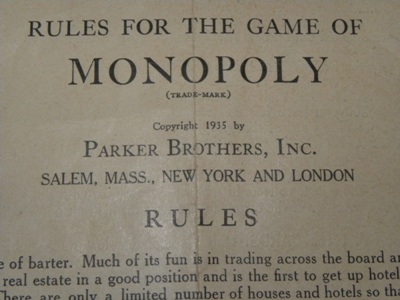 RULES FOR THE GAME OF
MONOPOLY
(TRADE-MARK)
Copyright 1935 by
PARKER BROTHERS, INC.
SALEM, MASS., NEW YORK AND LONDON
RULES
e of barter. Much of its fun is in trading across the board an
real estate in a good position and is the first to get up hotel
There are only a limited number of houses and hotels so tha